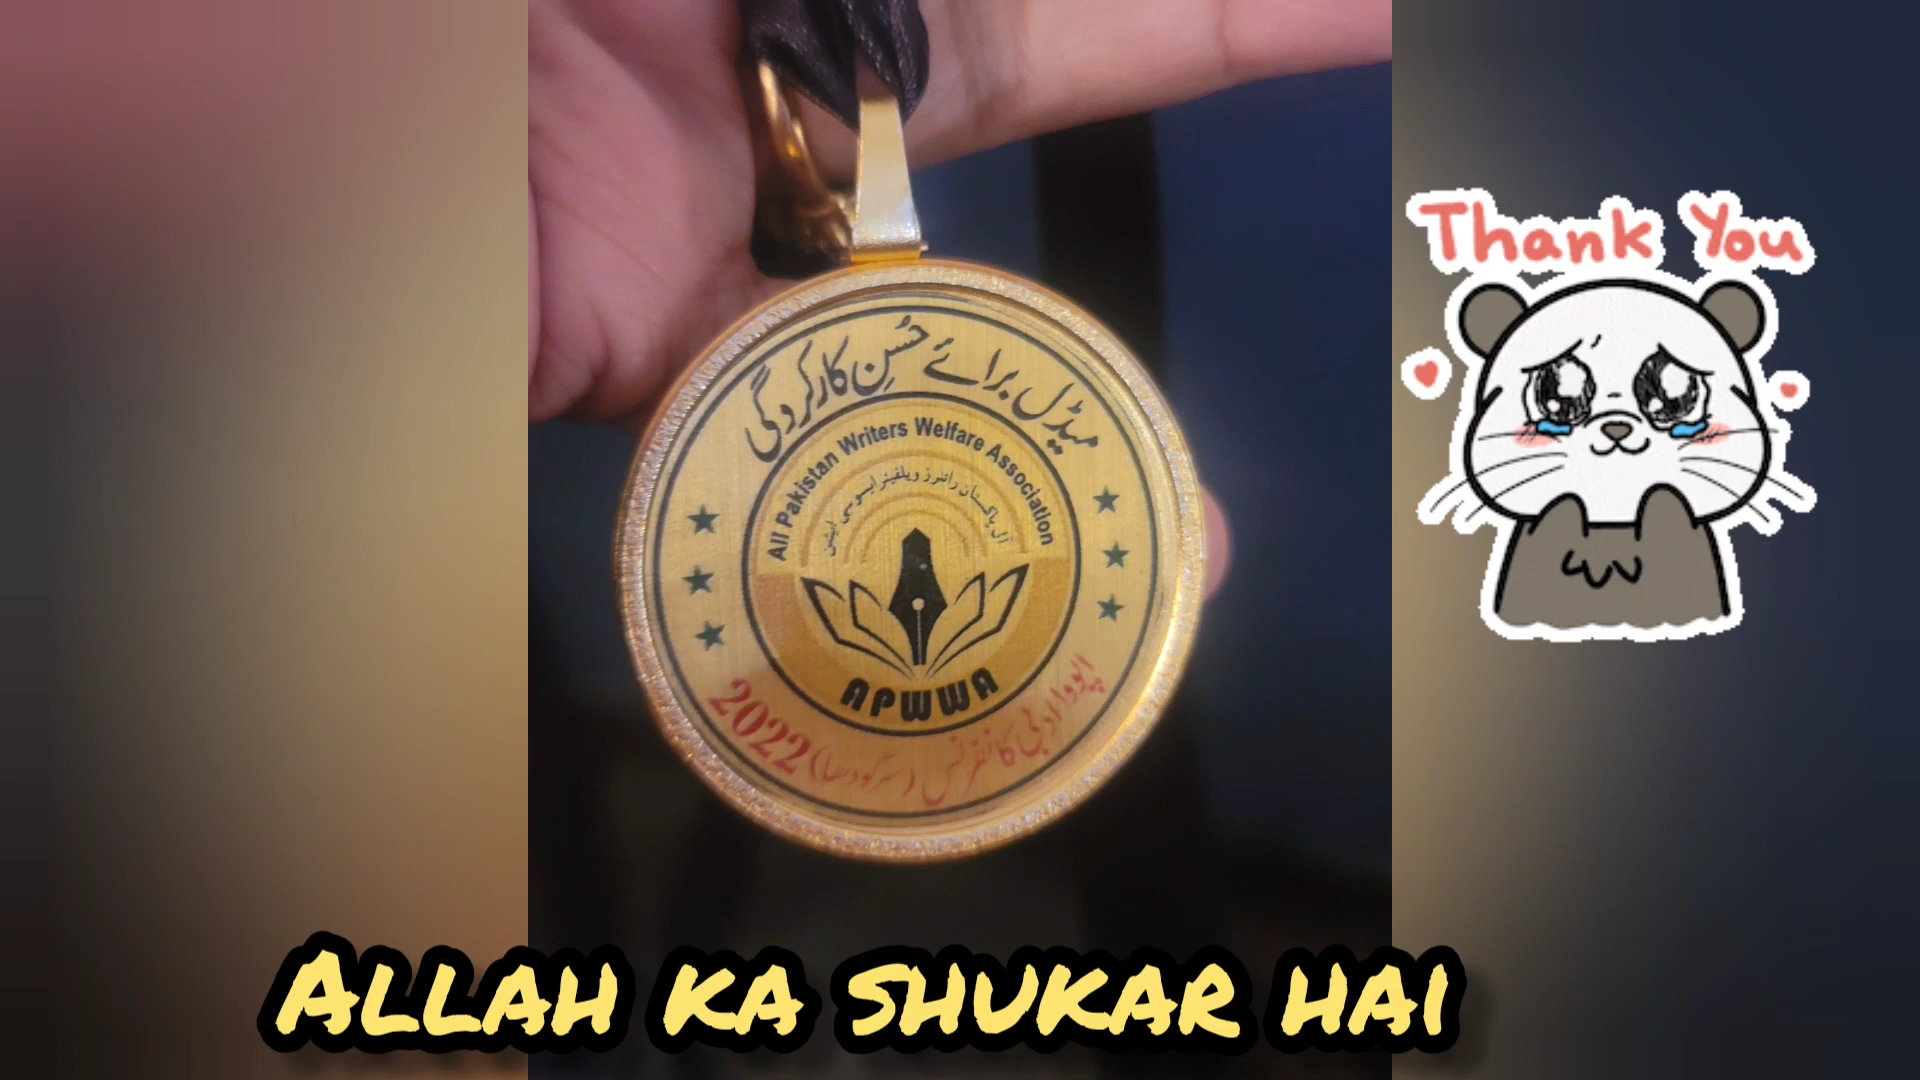 Thank You
میڈل برائے حُسنِ کارکردگی
All Pakistan Writers Welfare Association
آل پاکستان رائٹرز ویلفیئر ایسوسی ایشن
APWWA
اپووا ادبی کانفرنس (سرگودھا) 2022
ALLAH KA SHUKAR HAI